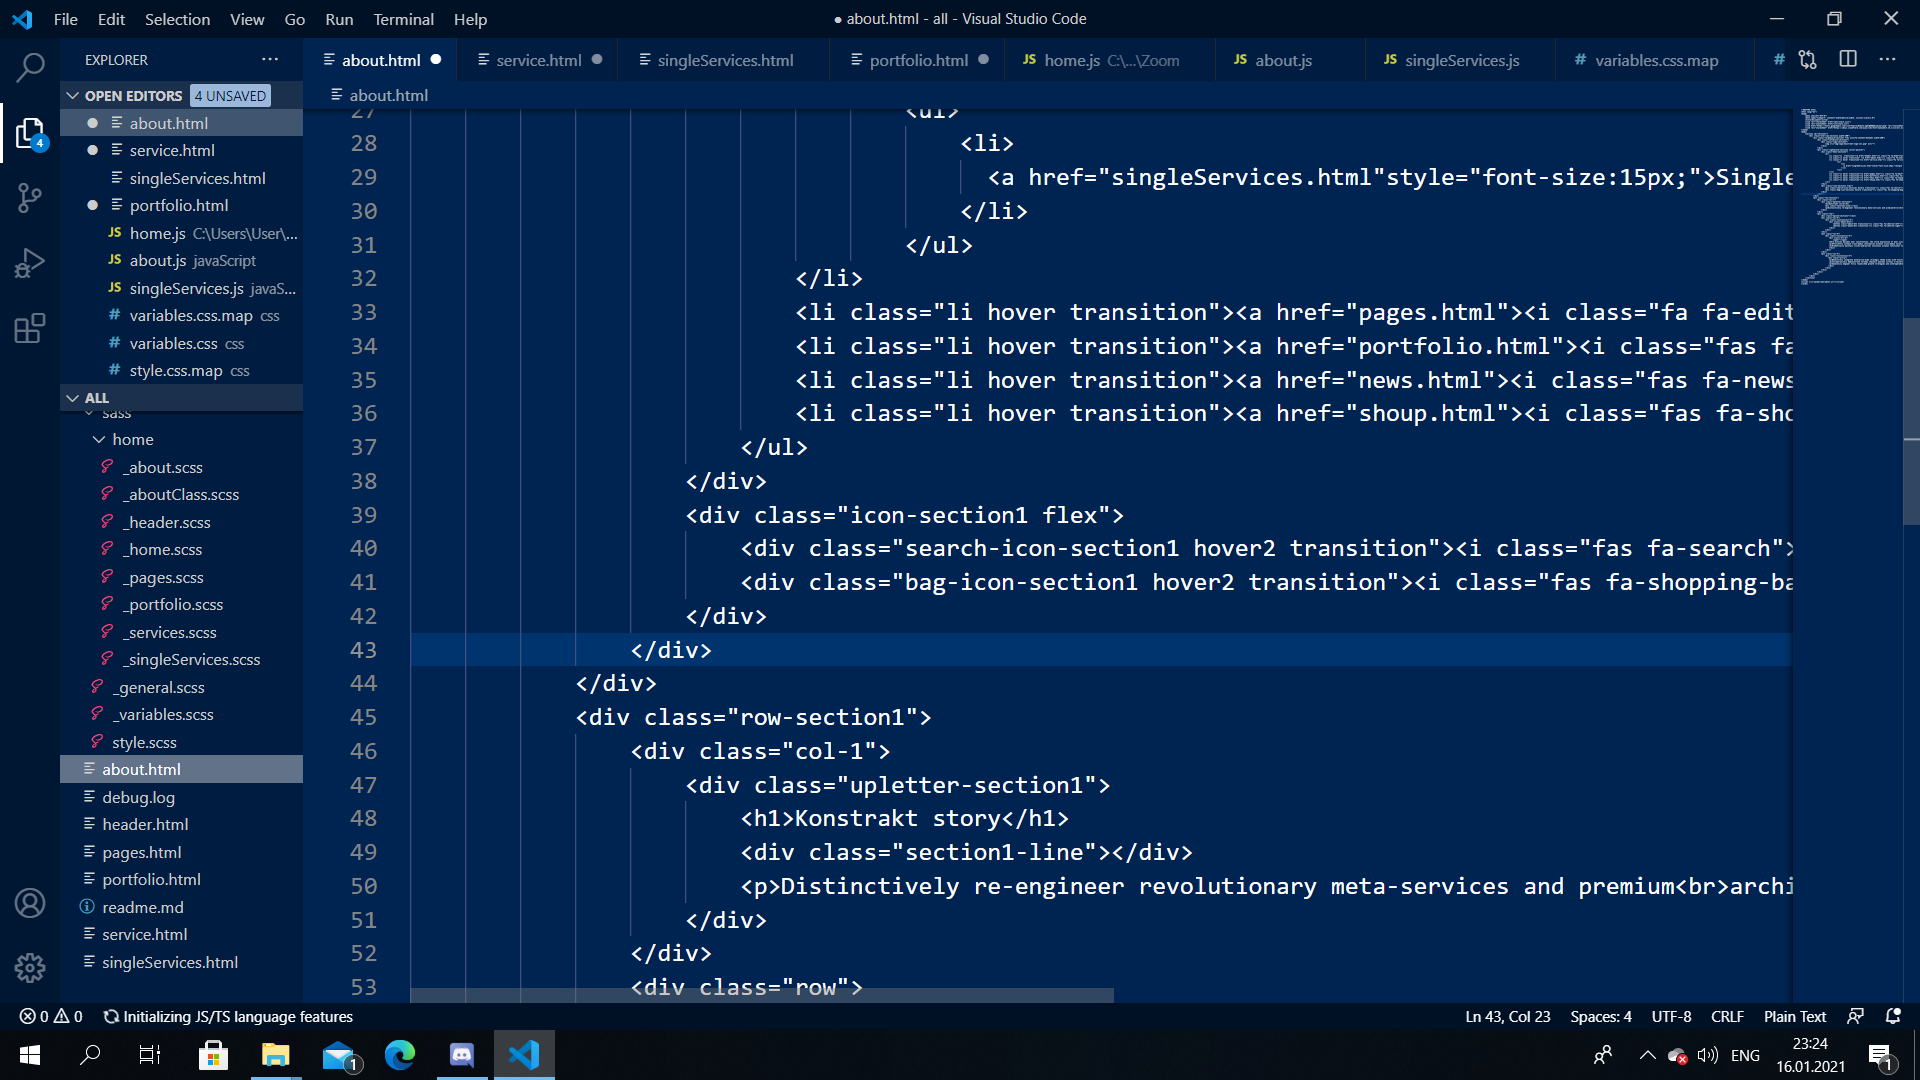 File Edit Selection View Go Run Terminal Help
● about.html - all - Visual Studio Code
EXPLORER
about.html
service.html
singleServices.html
portfolio.html
JS home.js C:\...\Zoom
JS about.js
JS singleServices.js
# variables.css.map
#
OPEN EDITORS 4 UNSAVED
about.html
service.html
singleServices.html
portfolio.html
JS home.js C:\Users\User\...
JS about.js javaScript
JS singleServices.js javaS...
# variables.css.map css
# variables.css css
# style.css.map css
4
ALL
sass
home
_about.scss
_aboutClass.scss
_header.scss
_home.scss
_pages.scss
_portfolio.scss
_services.scss
_singleServices.scss
_general.scss
_variables.scss
style.scss
about.html
debug.log
header.html
pages.html
portfolio.html
readme.md
service.html
singleServices.html
about.html
27 <ul>
28 <li>
29 <a href="singleServices.html"style="font-size:15px;">Single
30 </li>
31 </ul>
32 </li>
33 <li class="li hover transition"><a href="pages.html"><i class="fa fa-edit
34 <li class="li hover transition"><a href="portfolio.html"><i class="fas fa
35 <li class="li hover transition"><a href="news.html"><i class="fas fa-news
36 <li class="li hover transition"><a href="shoup.html"><i class="fas fa-sho
37 </ul>
38 </div>
39 <div class="icon-section1 flex">
40 <div class="search-icon-section1 hover2 transition"><i class="fas fa-search">
41 <div class="bag-icon-section1 hover2 transition"><i class="fas fa-shopping-ba
42 </div>
43 </div>
44 </div>
45 <div class="row-section1">
46 <div class="col-1">
47 <div class="upletter-section1">
48 <h1>Konstrakt story</h1>
49 <div class="section1-line"></div>
50 <p>Distinctively re-engineer revolutionary meta-services and premium<br>archi
51 </div>
52 </div>
53 <div class="row">
0 0 Initializing JS/TS language features
Ln 43, Col 23 Spaces: 4 UTF-8 CRLF Plain Text
1
ENG
23:24
16.01.2021
1